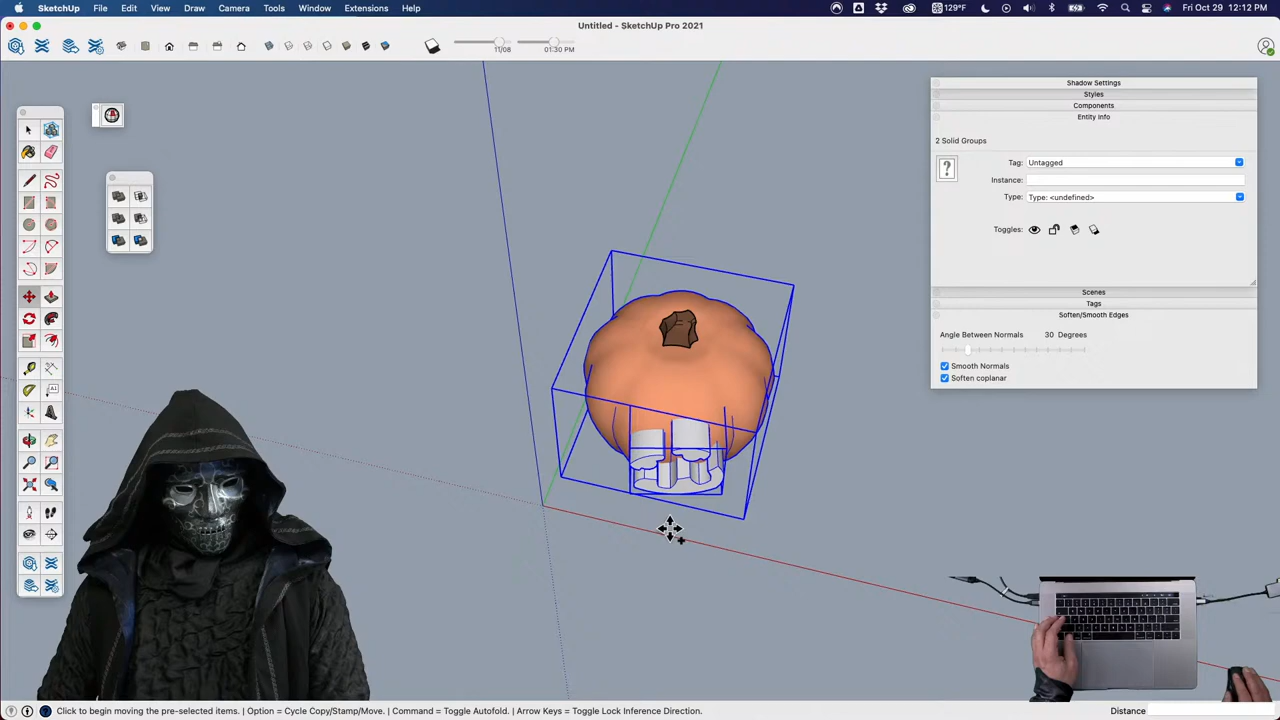 SketchUp File Edit View Camera Draw Tools Window Extensions Help
129°F Fri Oct 29 12:12 PM
Untitled - SketchUp Pro 2021
11/08 01:30 PM
Shadow Settings
Styles
Components
Entity Info
2 Solid Groups
Tag: Untagged
Instance:
Type: Type: <undefined>
Toggles:
Scenes
Tags
Soften/Smooth Edges
Angle Between Normals 30 Degrees
Smooth Normals
Soften coplanar
Click to begin moving the pre-selected items. | Option = Cycle Copy/Stamp/Move. | Command = Toggle Autofold. | Arrow Keys = Toggle Lock Inference Direction.
Distance